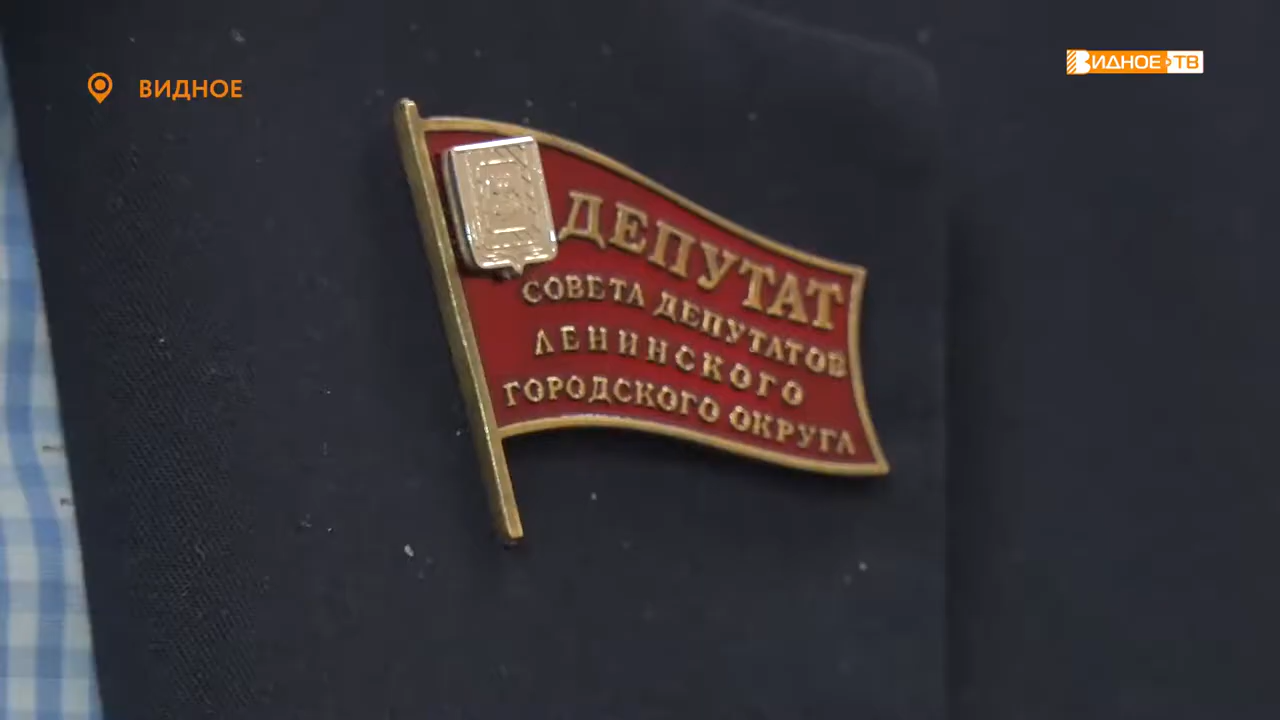 ВИДНОЕ
ВИДНОЕ ТВ
ДЕПУТАТ
СОВЕТА ДЕПУТАТОВ
ЛЕНИНСКОГО
ГОРОДСКОГО ОКРУГА